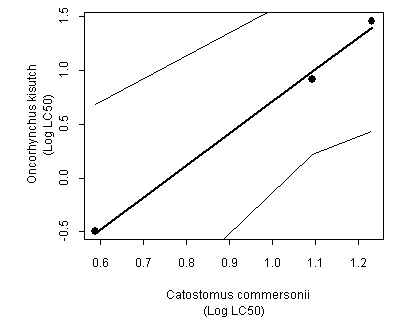 Oncorhynchus kisutch
(Log LC50)
1.5
1.0
0.5
0.0
-0.5
0.6 0.7 0.8 0.9 1.0 1.1 1.2
Catostomus commersonii
(Log LC50)